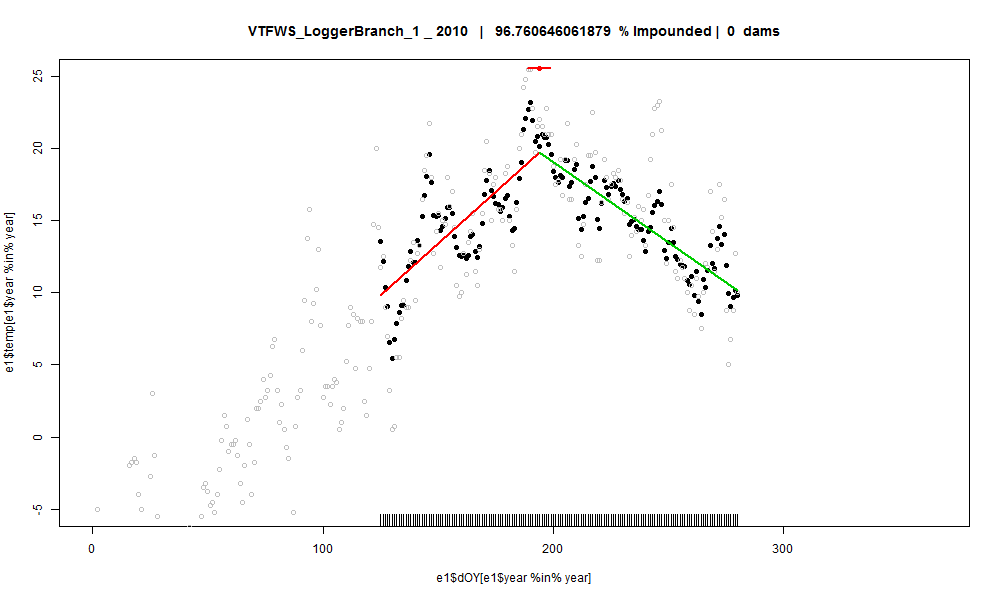 VTFWS_LoggerBranch_1 _ 2010 | 96.760646061879 % Impounded | 0 dams
e1$temp[e1$year %in% year]
25
20
15
10
5
0
-5
0 100 200 300
e1$dOY[e1$year %in% year]